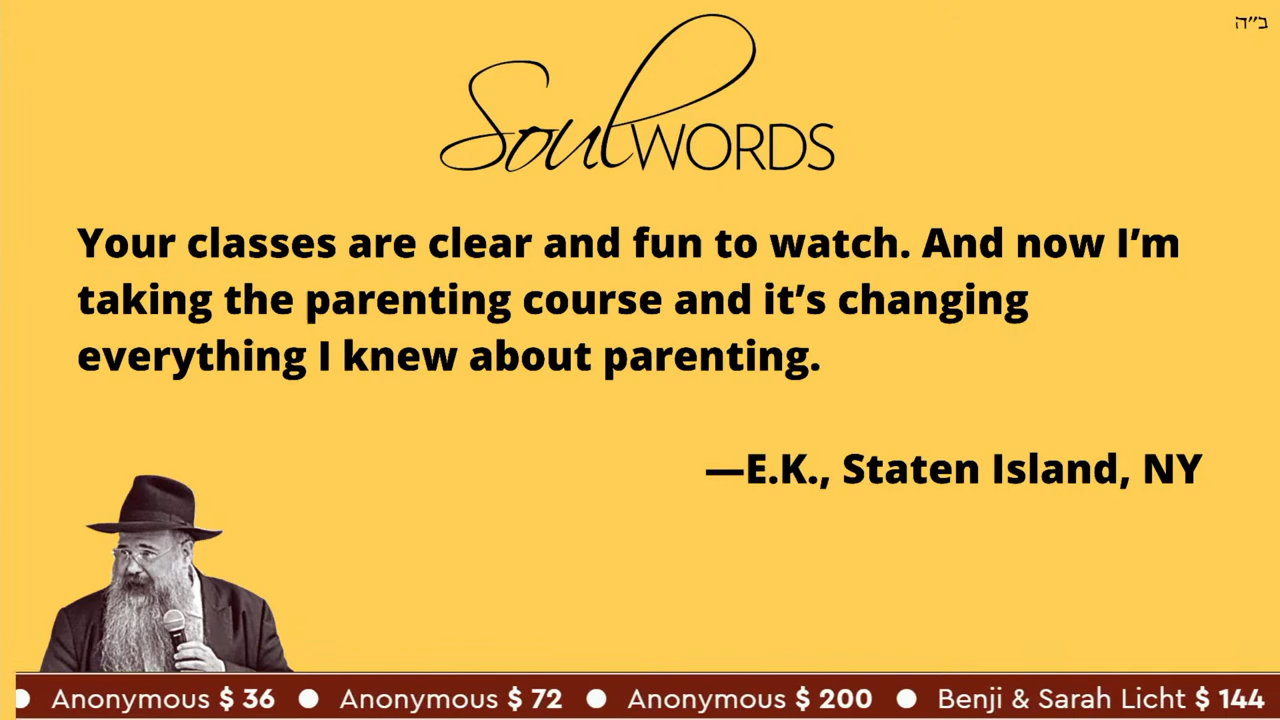 ב״ה
Soulwords
Your classes are clear and fun to watch. And now I’m
taking the parenting course and it’s changing
everything I knew about parenting.
—E.K., Staten Island, NY
Anonymous $ 36 ● Anonymous $ 72 ● Anonymous $ 200 ● Benji & Sarah Licht $ 144